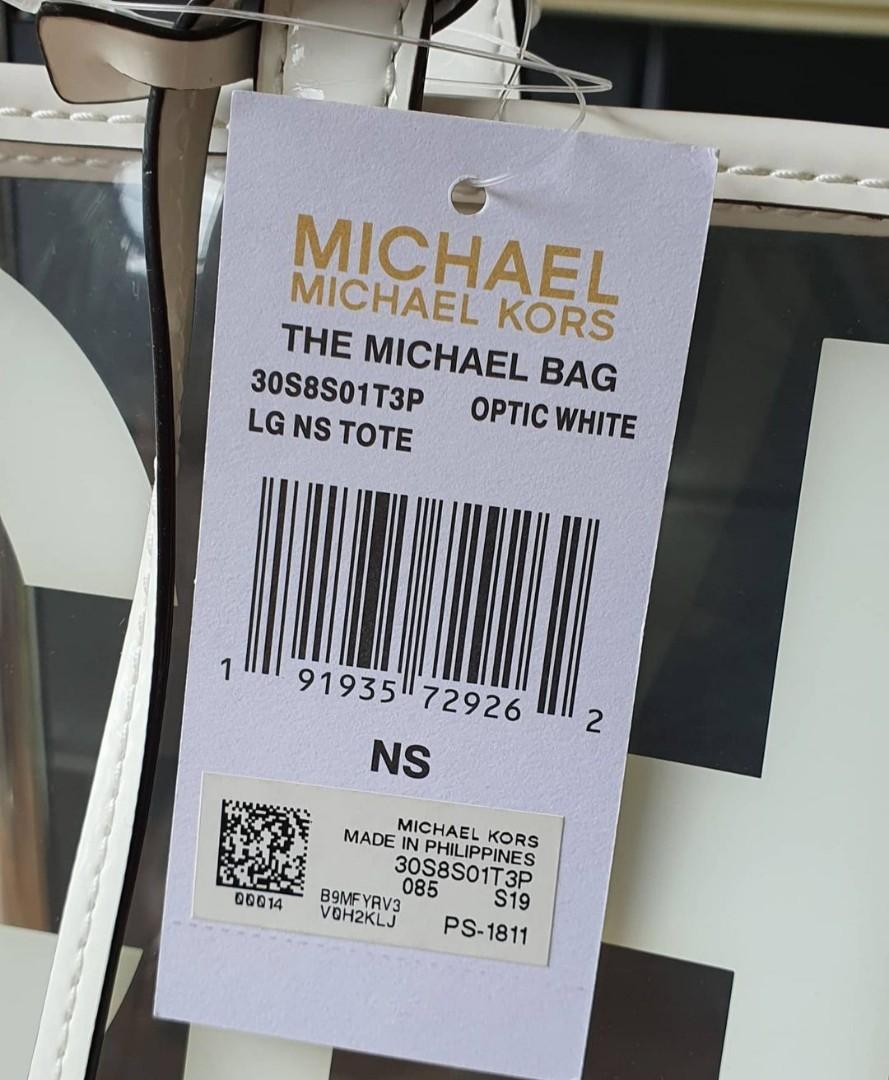 MICHAEL
MICHAEL KORS
THE MICHAEL BAG
30S8S01T3P OPTIC WHITE
LG NS TOTE
1 91935 72926 2
NS
MICHAEL KORS
MADE IN PHILIPPINES
30S8S01T3P
085 S19
00014 B9MFYRV3
V0H2KLJ PS-1811